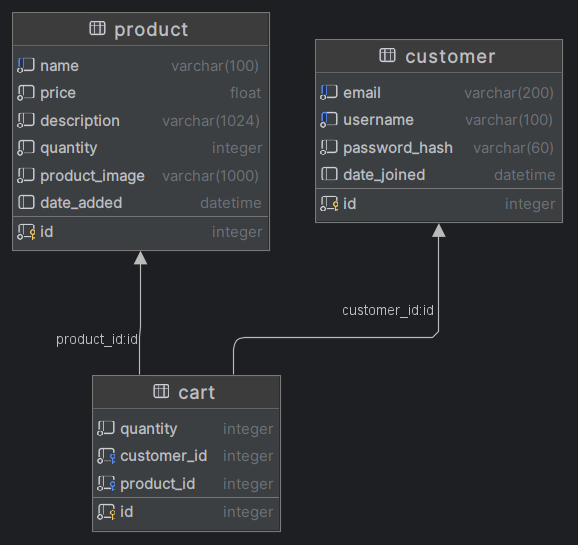 product
name varchar(100)
price float
description varchar(1024)
quantity integer
product_image varchar(1000)
date_added datetime
id integer
customer
email varchar(200)
username varchar(100)
password_hash varchar(60)
date_joined datetime
id integer
customer_id:id
product_id:id
cart
quantity integer
customer_id integer
product_id integer
id integer